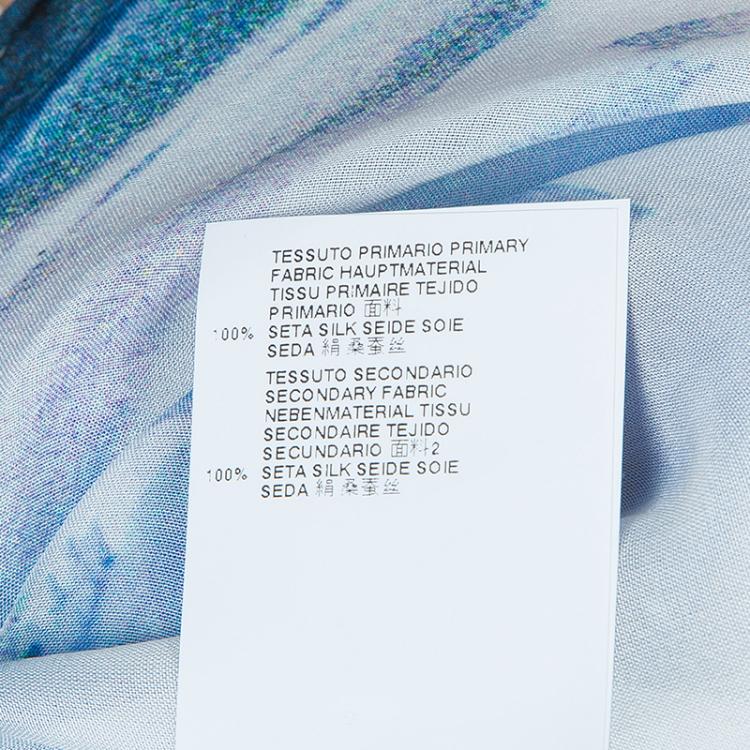 TESSUTO PRIMARIO PRIMARY
FABRIC HAUPTMATERIAL
TISSU PRIMAIRE TEJIDO
PRIMARIO 面料
100% SETA SILK SEIDE SOIE
SEDA 絹 桑蚕丝
TESSUTO SECONDARIO
SECONDARY FABRIC
NEBENMATERIAL TISSU
SECONDAIRE TEJIDO
SECUNDARIO 面料2
100% SETA SILK SEIDE SOIE
SEDA 絹 桑蚕丝